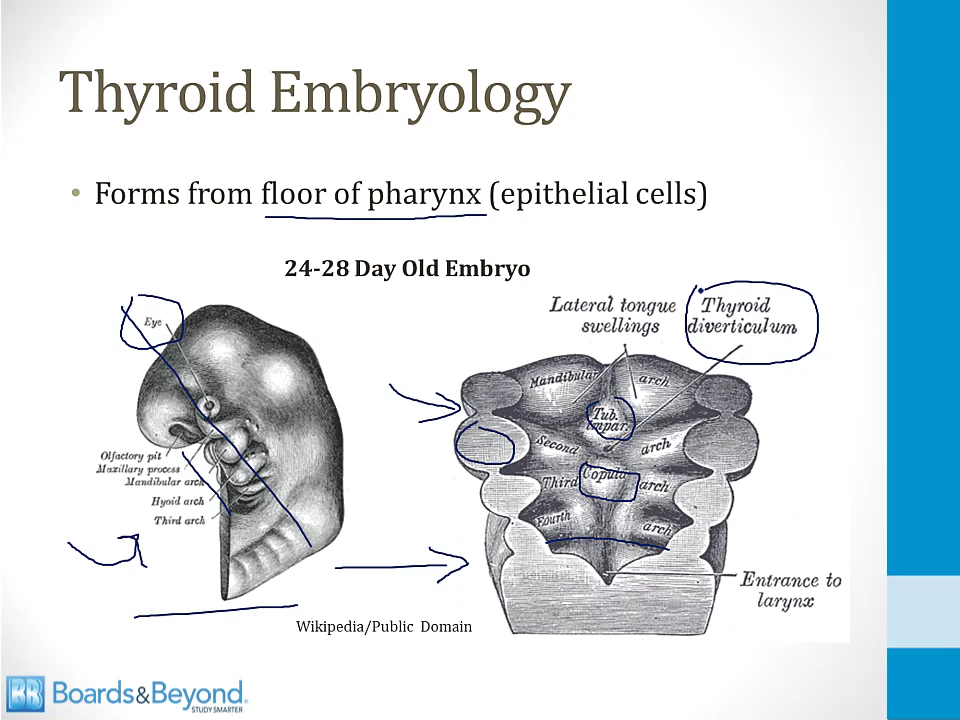 Thyroid Embryology
• Forms from floor of pharynx (epithelial cells)
24-28 Day Old Embryo
Eye
Olfactory pit
Maxillary process
Mandibular arch
Hyoid arch
Third arch
Lateral tongue
swellings
Thyroid
diverticulum
Mandibular arch
Tub.
impar.
Second arch
Copula
Third arch
Fourth arch
Entrance to
larynx
Wikipedia/Public Domain
BB Boards&Beyond.
STUDY SMARTER